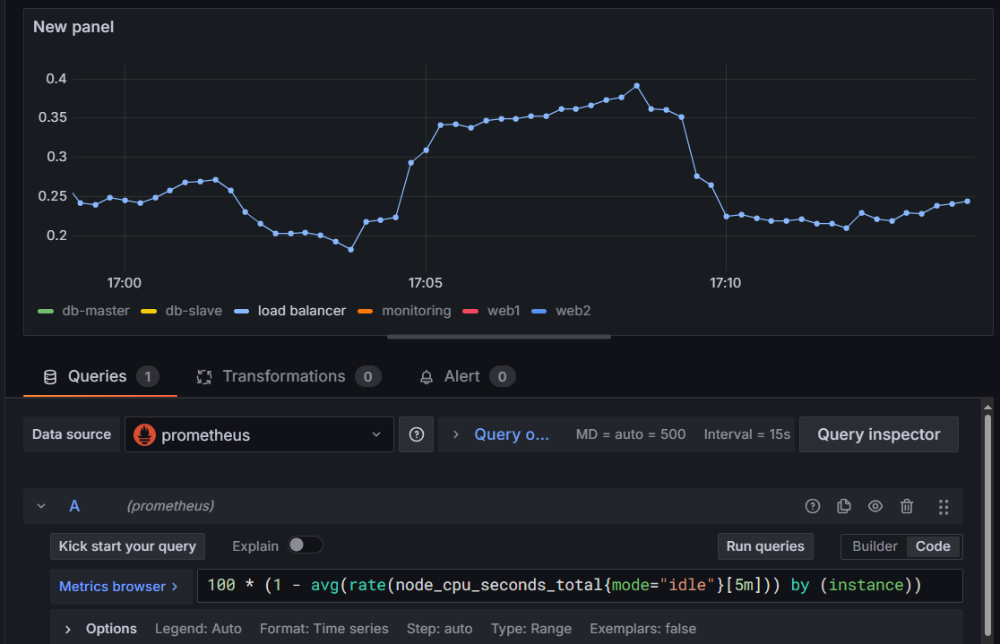 New panel
0.4
0.35
0.3
0.25
0.2
17:00 17:05 17:10
db-master db-slave load balancer monitoring web1 web2
Queries 1 Transformations 0 Alert 0
Data source prometheus Query o... MD = auto = 500 Interval = 15s Query inspector
A (prometheus)
Kick start your query Explain Run queries Builder Code
Metrics browser > 100 * (1 - avg(rate(node_cpu_seconds_total{mode="idle"}[5m])) by (instance))
Options Legend: Auto Format: Time series Step: auto Type: Range Exemplars: false